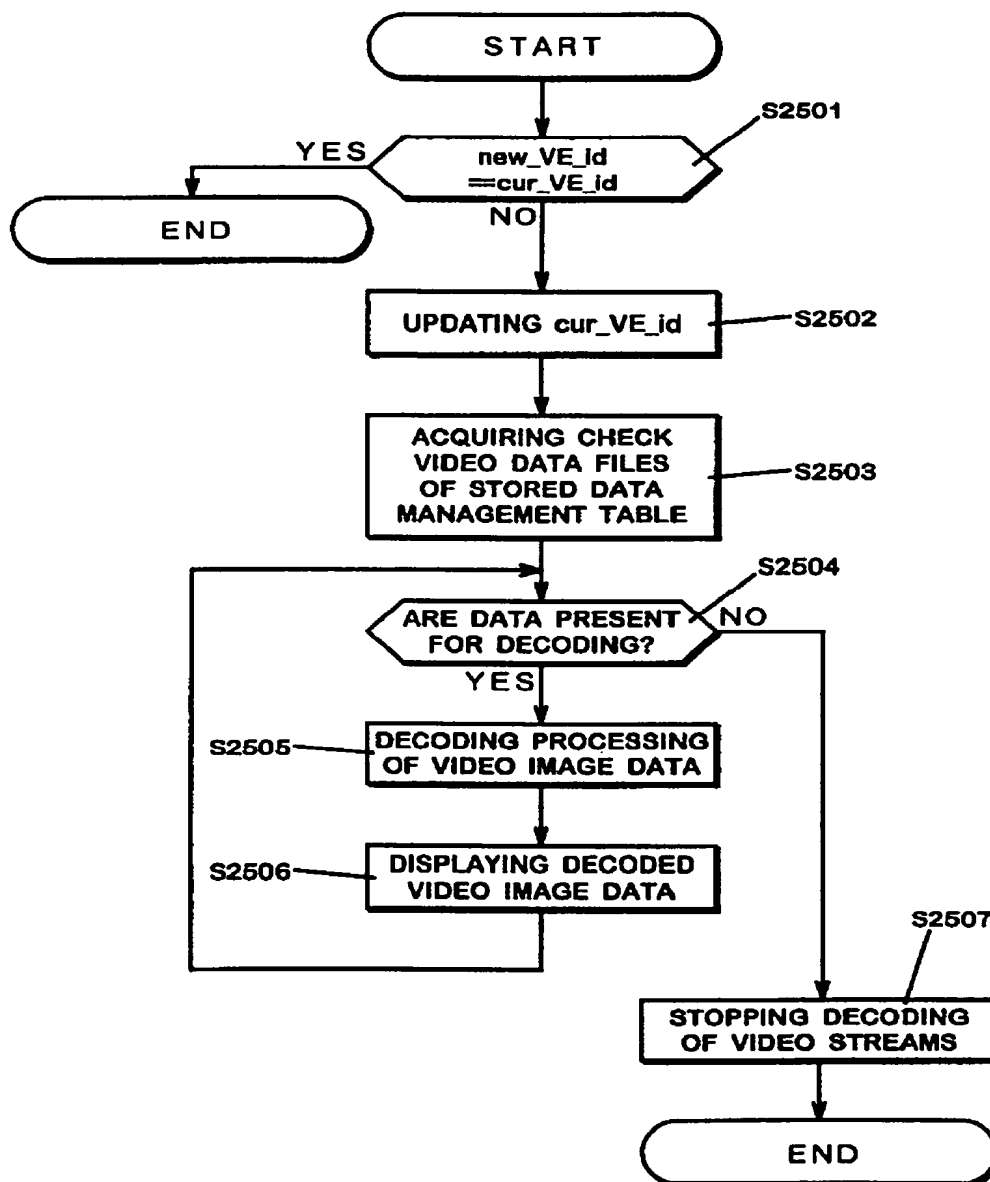 START
S2501
YES
new_VE_id
==cur_VE_id
END
NO
UPDATING cur_VE_id
S2502
ACQUIRING CHECK
VIDEO DATA FILES
OF STORED DATA
MANAGEMENT TABLE
S2503
S2504
ARE DATA PRESENT
FOR DECODING?
NO
YES
S2505
DECODING PROCESSING
OF VIDEO IMAGE DATA
S2506
DISPLAYING DECODED
VIDEO IMAGE DATA
S2507
STOPPING DECODING
OF VIDEO STREAMS
END